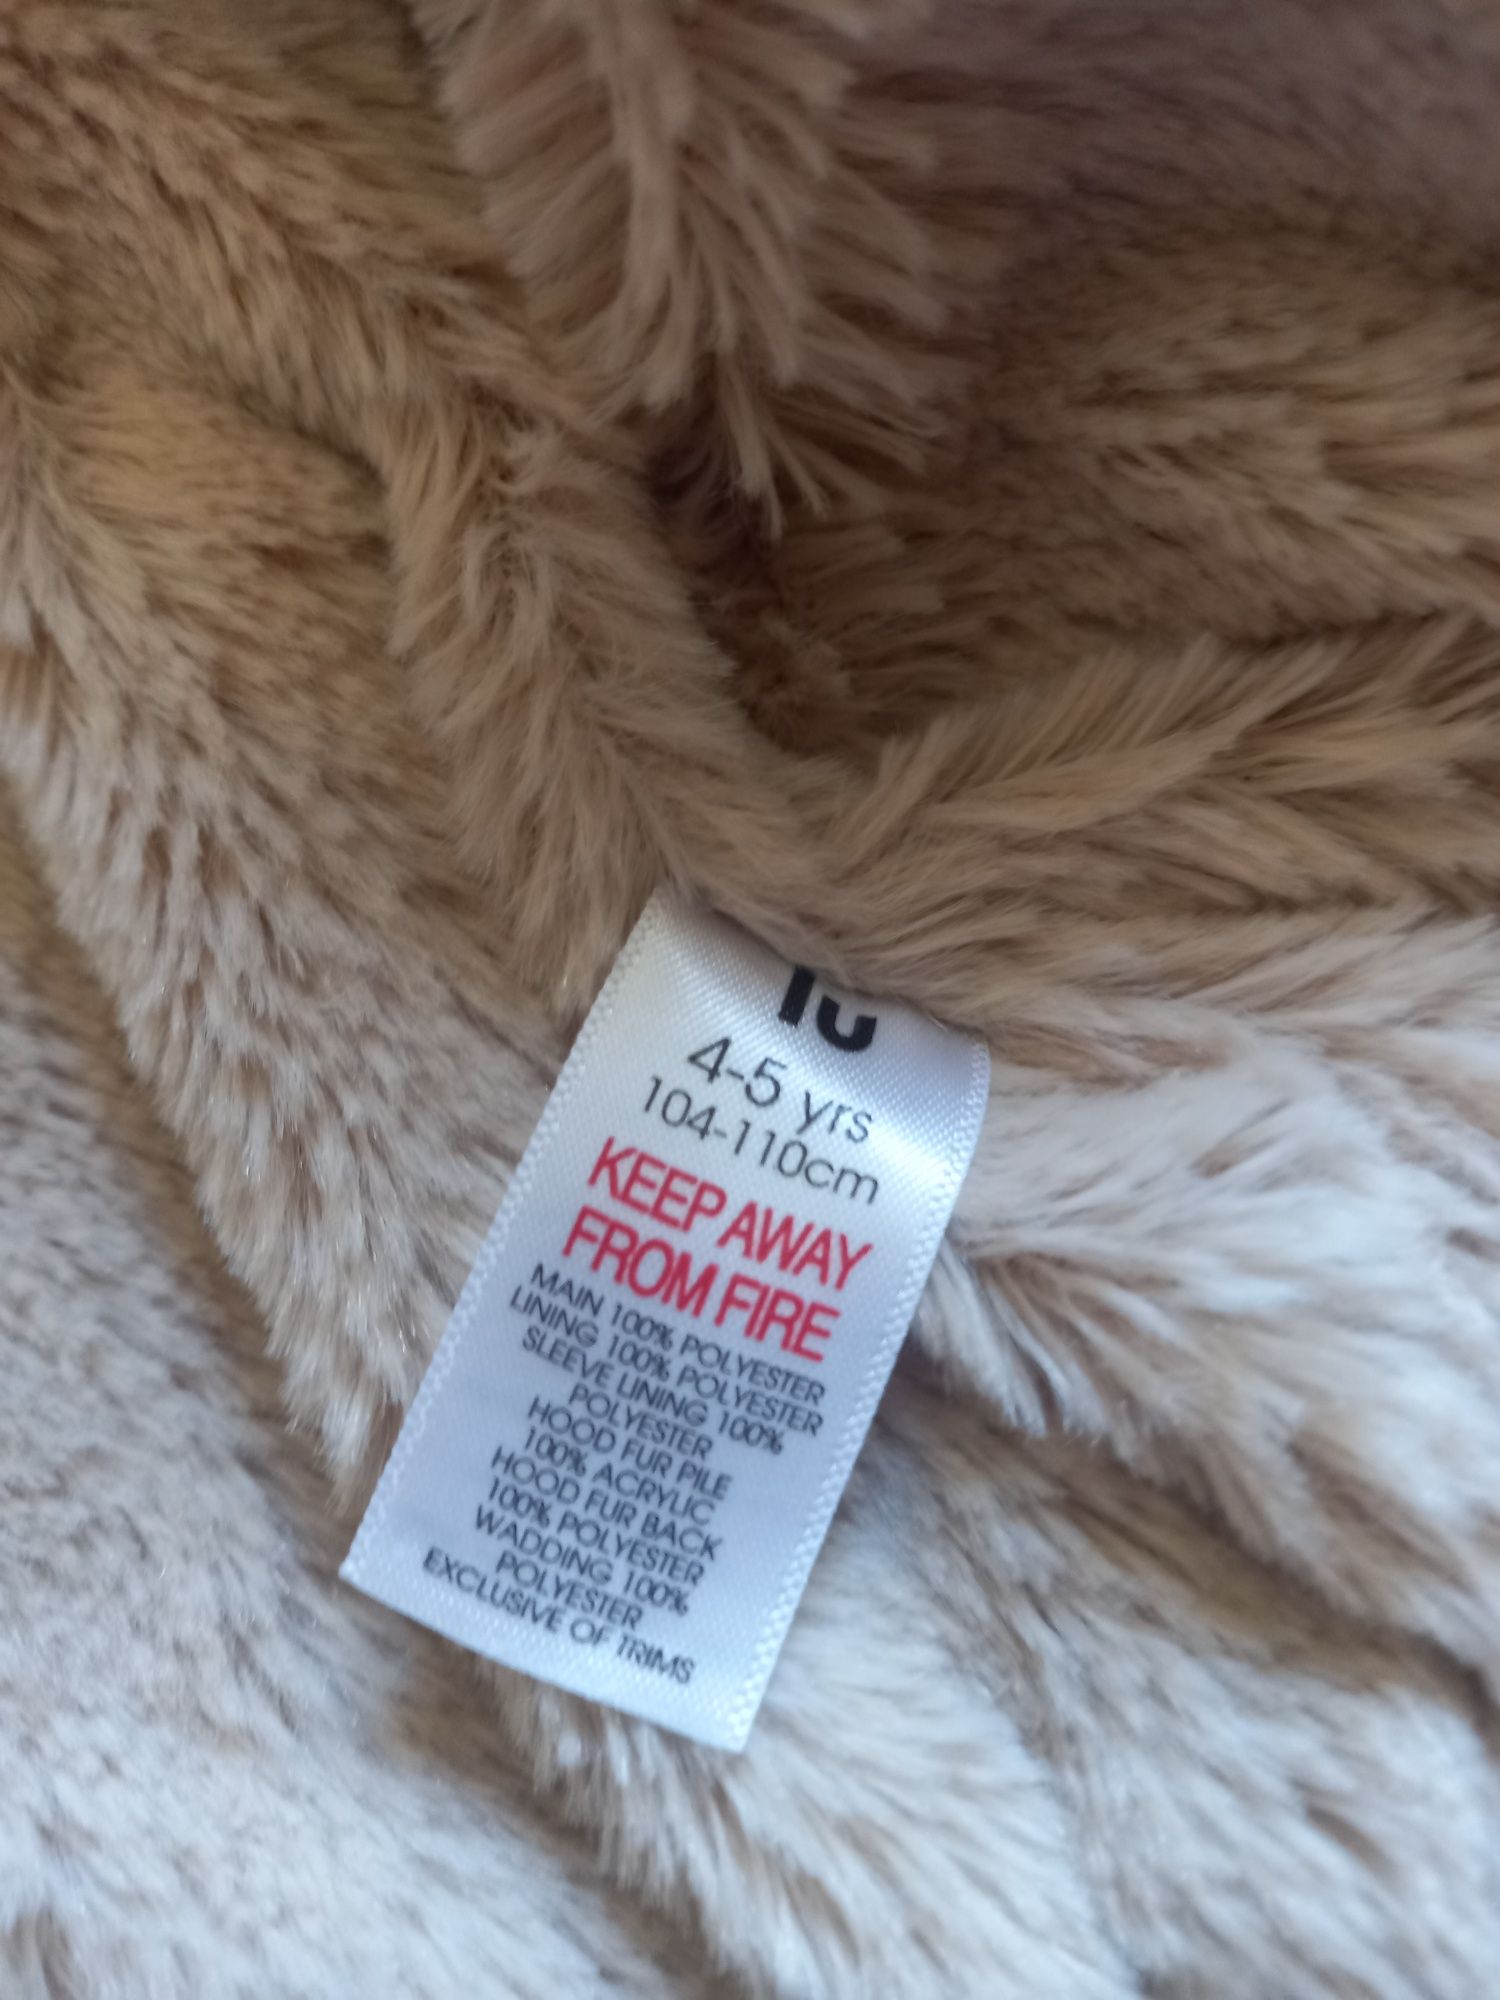 4-5 yrs
104-110cm
KEEP AWAY
FROM FIRE
MAIN 100% POLYESTER
LINING 100% POLYESTER
SLEEVE LINING 100%
POLYESTER
HOOD FUR PILE
100% ACRYLIC
HOOD FUR BACK
100% POLYESTER
WADDING 100%
POLYESTER
EXCLUSIVE OF TRIMS